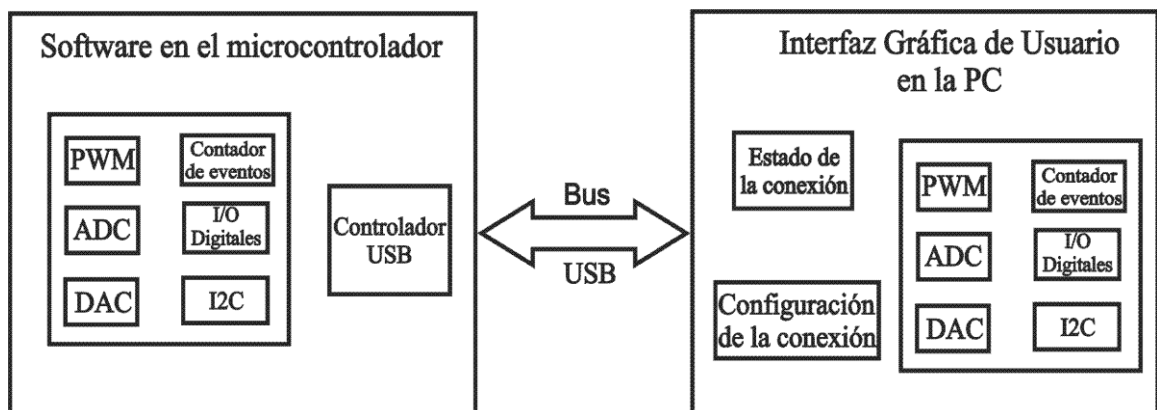 Software en el microcontrolador
PWM
Contador
de eventos
ADC
I/O
Digitales
DAC
I2C
Controlador
USB
Bus
USB
Interfaz Gráfica de Usuario
en la PC
Estado de
la conexión
Configuración
de la conexión
PWM
Contador
de eventos
ADC
I/O
Digitales
DAC
I2C